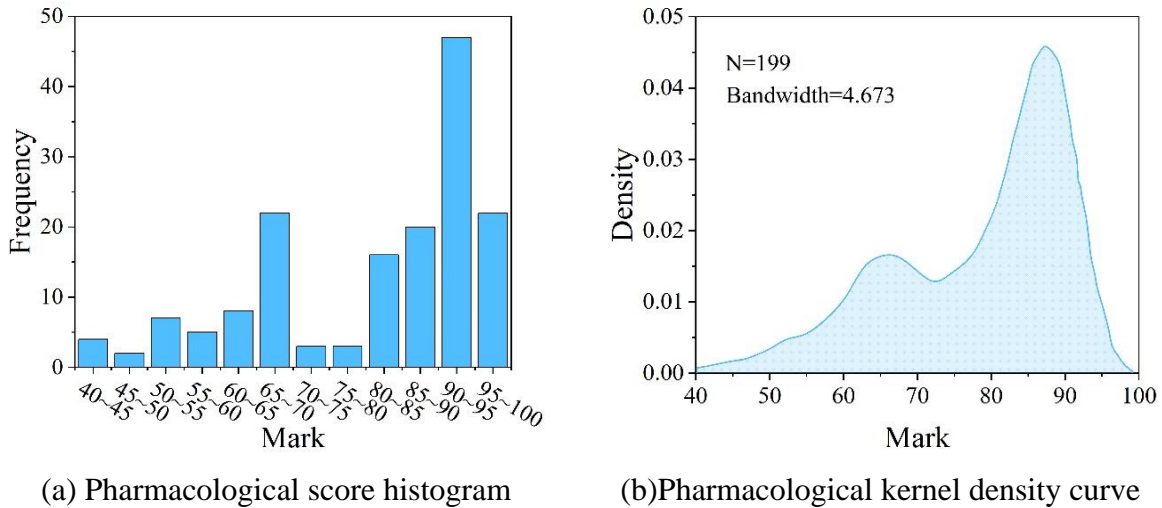 50
40
30
20
10
0
Frequency
40~45
45~50
50~55
55~60
60~65
65~70
70~75
75~80
80~85
85~90
90~95
95~100
Mark
(a) Pharmacological score histogram
0.05
0.04
0.03
0.02
0.01
0.00
Density
N=199
Bandwidth=4.673
40 50 60 70 80 90 100
Mark
(b)Pharmacological kernel density curve